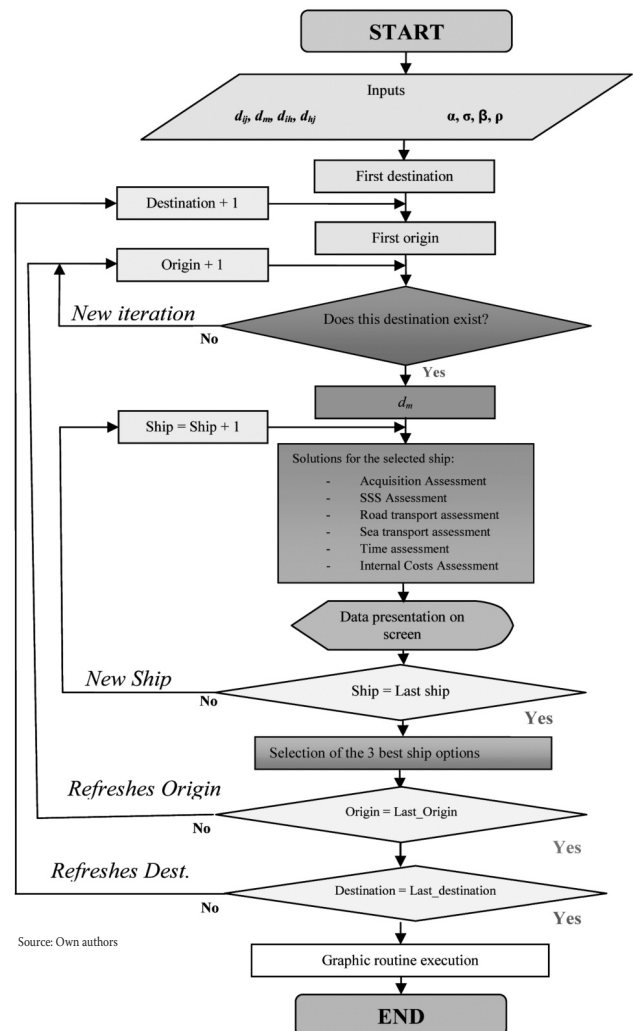 START
Inputs
d_ij, d_m, d_ih, d_hj α, σ, β, ρ
First destination
Destination + 1
First origin
Origin + 1
New iteration
Does this destination exist?
No
Yes
d_m
Ship = Ship + 1
Solutions for the selected ship:
- Acquisition Assessment
- SSS Assessment
- Road transport assessment
- Sea transport assessment
- Time assessment
- Internal Costs Assessment
Data presentation on
screen
New Ship
Ship = Last ship
No
Yes
Selection of the 3 best ship options
Refreshes Origin
Origin = Last_Origin
No
Yes
Refreshes Dest.
Destination = Last_destination
No
Yes
Source: Own authors
Graphic routine execution
END